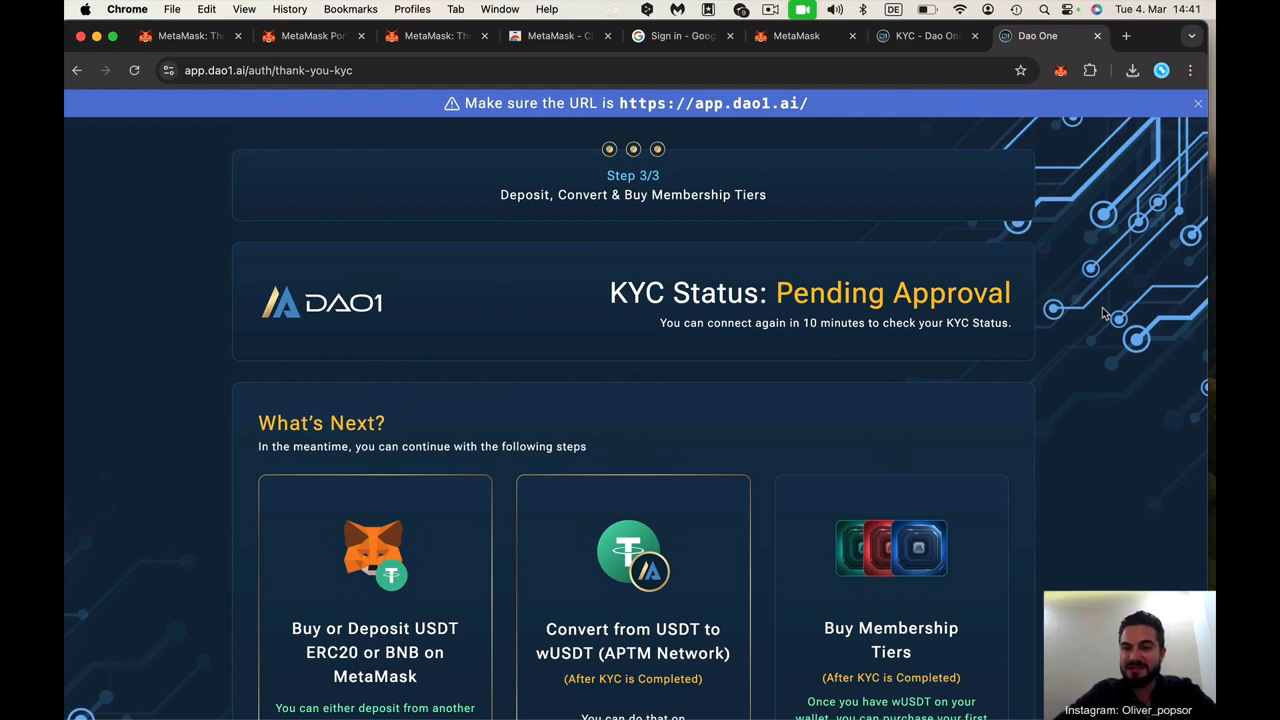 Chrome File Edit View History Bookmarks Profiles Tab Window Help DE Tue 4. Mar 14:41
MetaMask: The MetaMask Por MetaMask: The MetaMask - C Sign in - Goog MetaMask KYC - Dao One Dao One
app.dao1.ai/auth/thank-you-kyc
Make sure the URL is https://app.dao1.ai/
Step 3/3
Deposit, Convert & Buy Membership Tiers
DAO1
KYC Status: Pending Approval
You can connect again in 10 minutes to check your KYC Status.
What's Next?
In the meantime, you can continue with the following steps
Buy or Deposit USDT
ERC20 or BNB on
MetaMask
You can either deposit from another
Convert from USDT to
wUSDT (APTM Network)
(After KYC is Completed)
You can do that on
Buy Membership
Tiers
(After KYC is Completed)
Once you have wUSDT on your
wallet, you can purchase your first
Instagram: Oliver_popsor